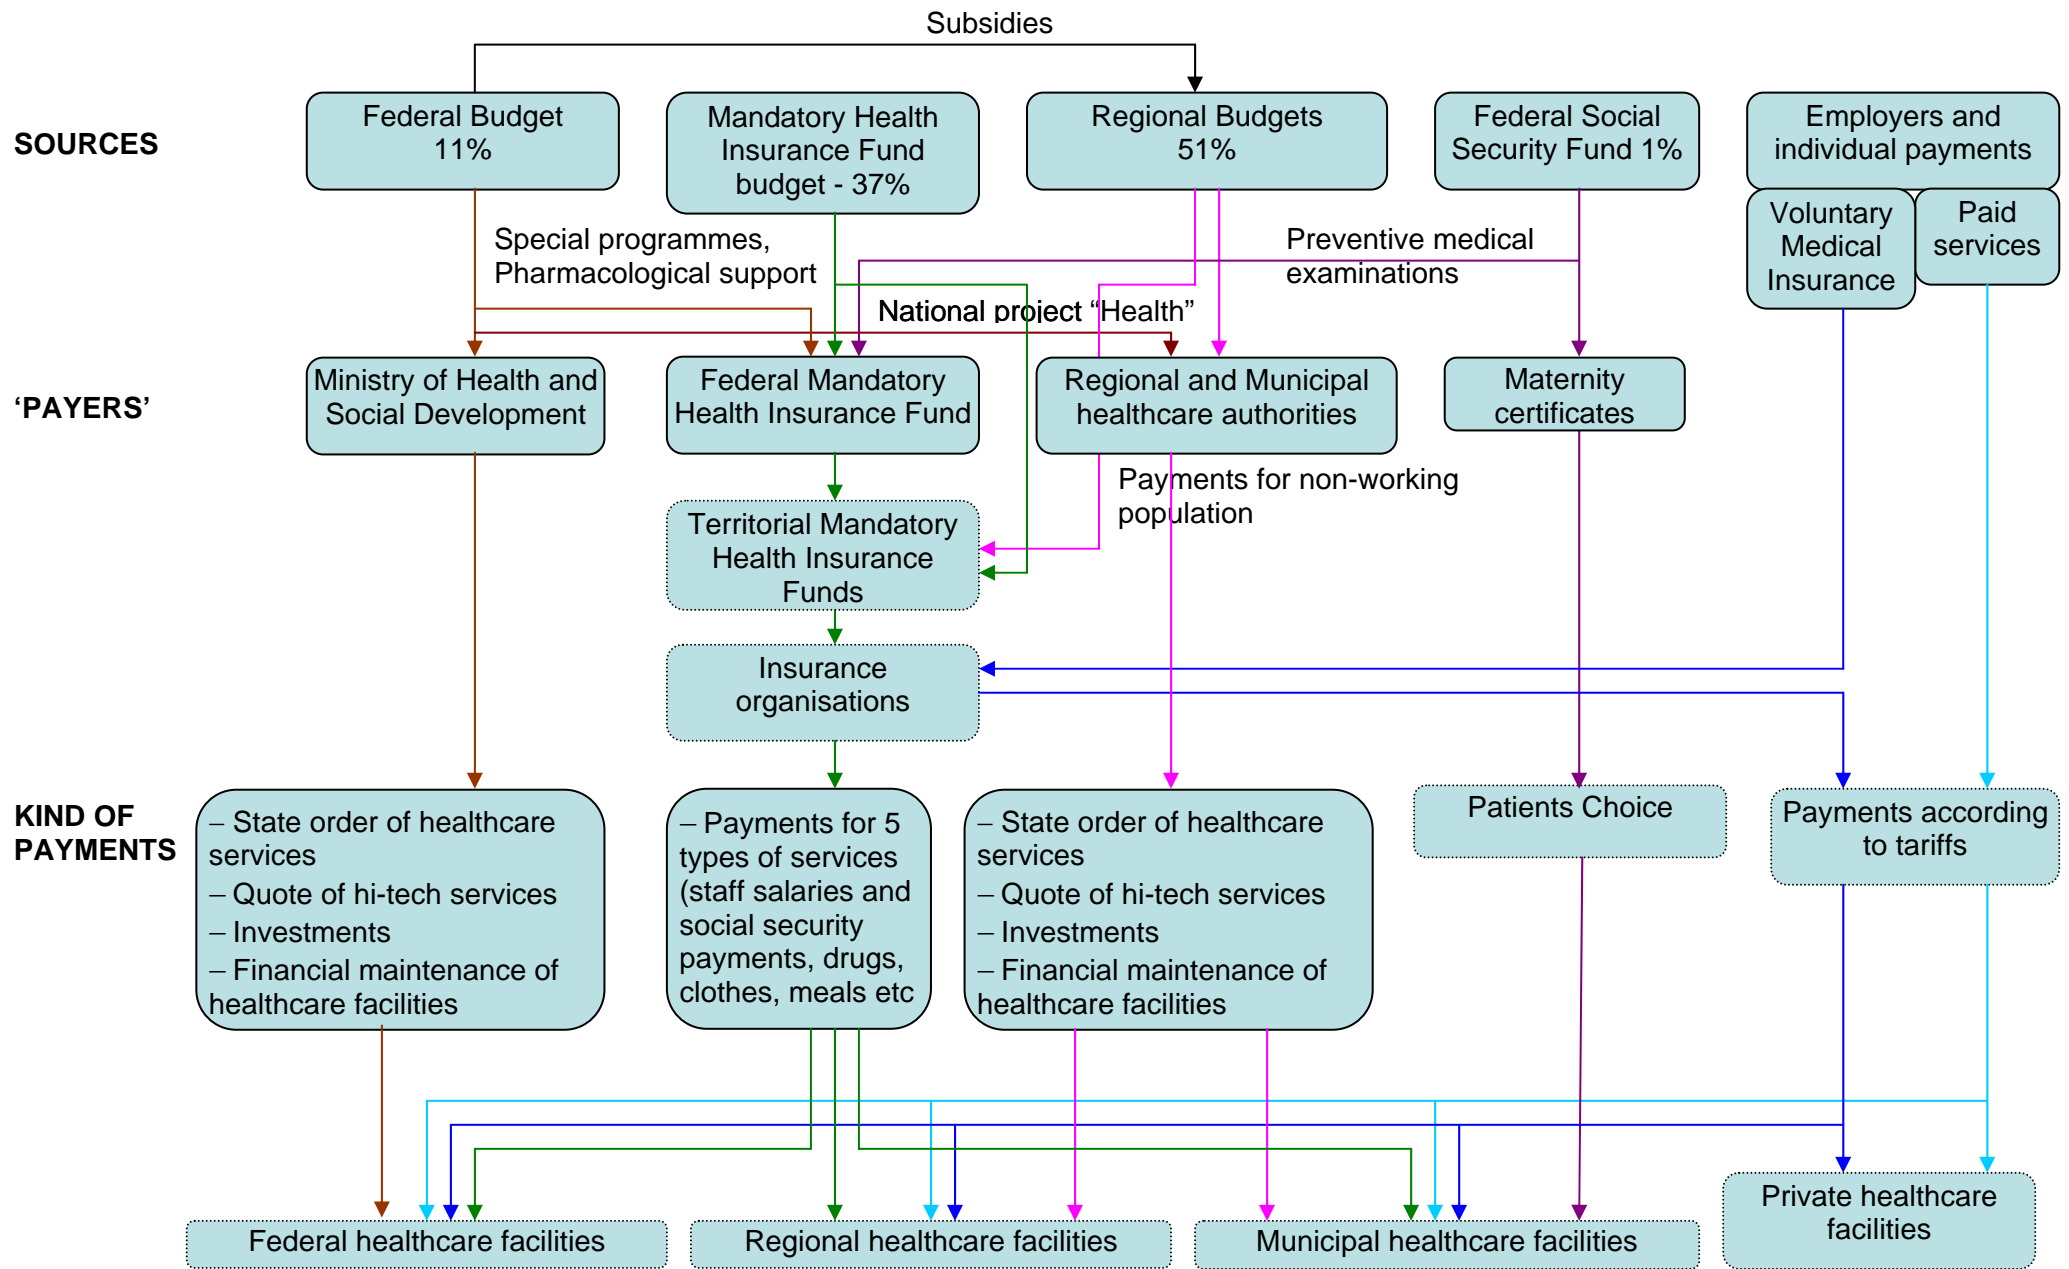 Subsidies
SOURCES
Federal Budget
11%
Mandatory Health
Insurance Fund
budget - 37%
Regional Budgets
51%
Federal Social
Security Fund 1%
Employers and
individual payments
Voluntary
Medical
Insurance
Paid
services
Special programmes,
Pharmacological support
Preventive medical
examinations
National project “Health”
‘PAYERS’
Ministry of Health and
Social Development
Federal Mandatory
Health Insurance Fund
Regional and Municipal
healthcare authorities
Maternity
certificates
Payments for non-working
population
Territorial Mandatory
Health Insurance
Funds
Insurance
organisations
KIND OF
PAYMENTS
– State order of healthcare
services
– Quote of hi-tech services
– Investments
– Financial maintenance of
healthcare facilities
– Payments for 5
types of services
(staff salaries and
social security
payments, drugs,
clothes, meals etc
– State order of healthcare
services
– Quote of hi-tech services
– Investments
– Financial maintenance of
healthcare facilities
Patients Choice
Payments according
to tariffs
Federal healthcare facilities
Regional healthcare facilities
Municipal healthcare facilities
Private healthcare
facilities